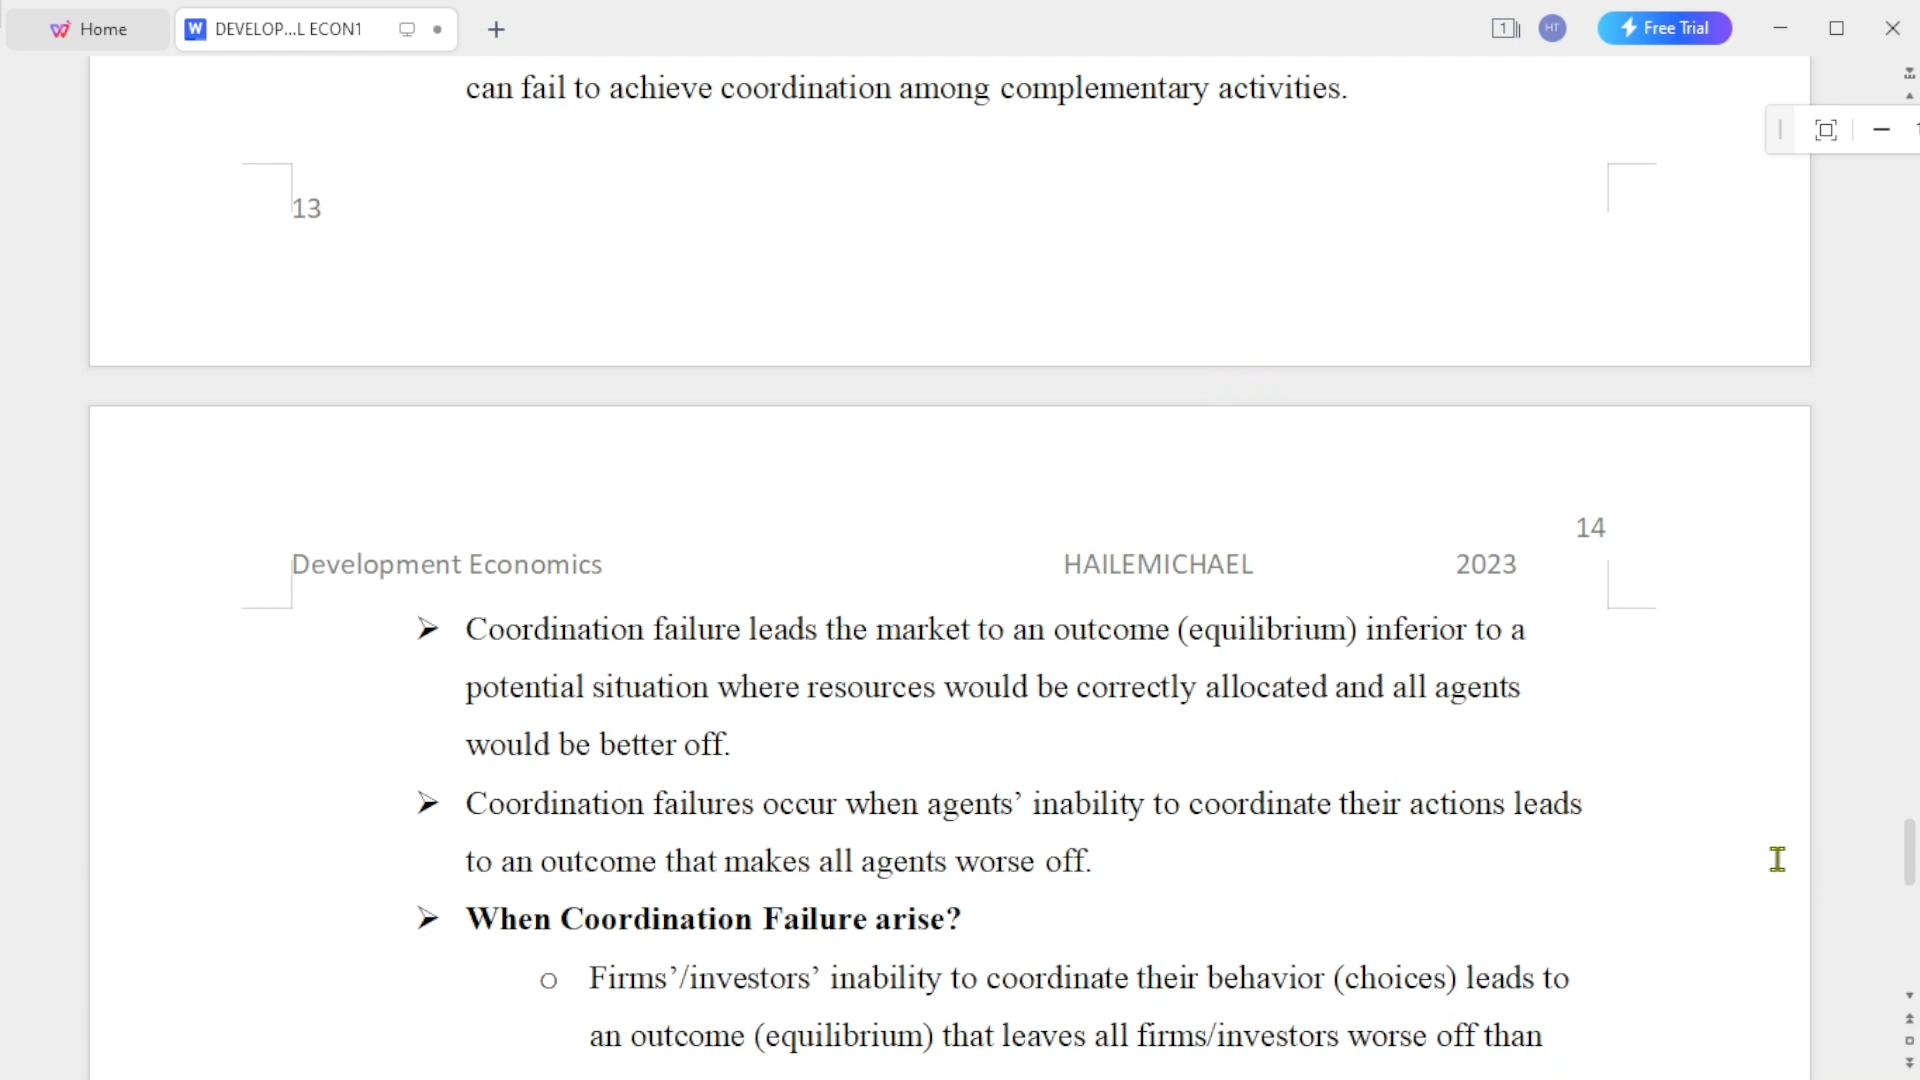 Home
DEVELOP...L ECON1
1
HT
Free Trial
can fail to achieve coordination among complementary activities.
13
14
Development Economics HAILEMICHAEL 2023
➤ Coordination failure leads the market to an outcome (equilibrium) inferior to a
potential situation where resources would be correctly allocated and all agents
would be better off.
➤ Coordination failures occur when agents’ inability to coordinate their actions leads
to an outcome that makes all agents worse off.
➤ When Coordination Failure arise?
o Firms’/investors’ inability to coordinate their behavior (choices) leads to
an outcome (equilibrium) that leaves all firms/investors worse off than